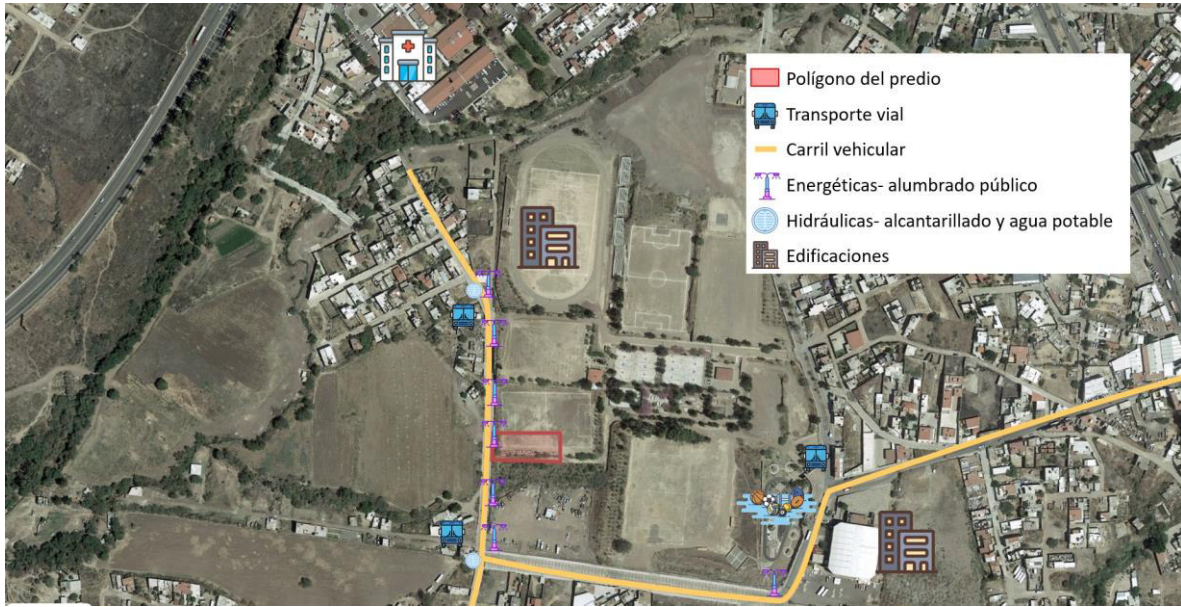 Polígono del predio
Transporte vial
Carril vehicular
Energéticas- alumbrado público
Hidráulicas- alcantarillado y agua potable
Edificaciones